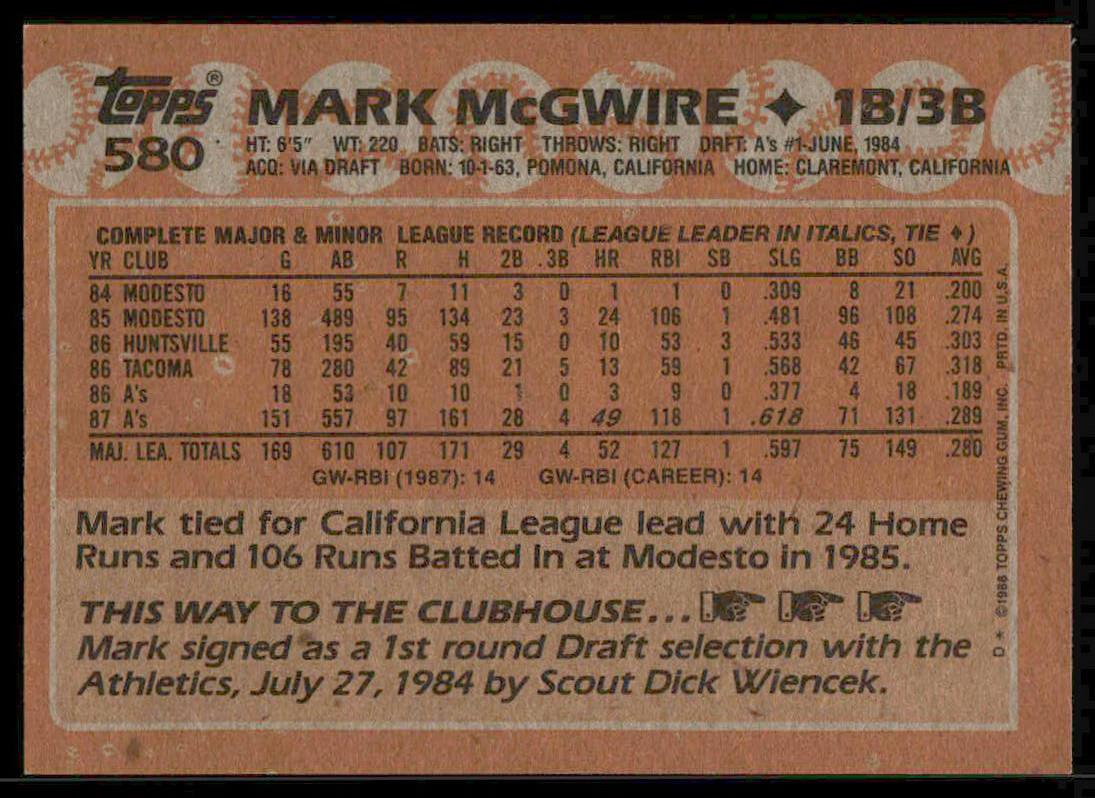 Topps® MARK McGWIRE ✦ 1B/3B
580 HT: 6'5" WT: 220 BATS: RIGHT THROWS: RIGHT DRFT: A's #1-JUNE, 1984
ACQ: VIA DRAFT BORN: 10-1-63, POMONA, CALIFORNIA HOME: CLAREMONT, CALIFORNIA
COMPLETE MAJOR & MINOR LEAGUE RECORD (LEAGUE LEADER IN ITALICS, TIE ✦)
YR CLUB G AB R H 2B 3B HR RBI SB SLG BB SO AVG
84 MODESTO 16 55 7 11 3 0 1 1 0 .309 8 21 .200
85 MODESTO 138 489 95 134 23 3 24 106 1 .481 96 108 .274
86 HUNTSVILLE 55 195 40 59 15 0 10 53 3 .533 46 45 .303
86 TACOMA 78 280 42 89 21 5 13 59 1 .568 42 67 .318
86 A's 18 53 10 10 1 0 3 9 0 .377 4 18 .189
87 A's 151 557 97 161 28 4 49 118 1 .618 71 131 .289
MAJ. LEA. TOTALS 169 610 107 171 29 4 52 127 1 .597 75 149 .280
GW-RBI (1987): 14 GW-RBI (CAREER): 14
Mark tied for California League lead with 24 Home
Runs and 106 Runs Batted In at Modesto in 1985.
THIS WAY TO THE CLUBHOUSE...
Mark signed as a 1st round Draft selection with the
Athletics, July 27, 1984 by Scout Dick Wiencek.
D* ©1988 TOPPS CHEWING GUM, INC. PRTD. IN U.S.A.